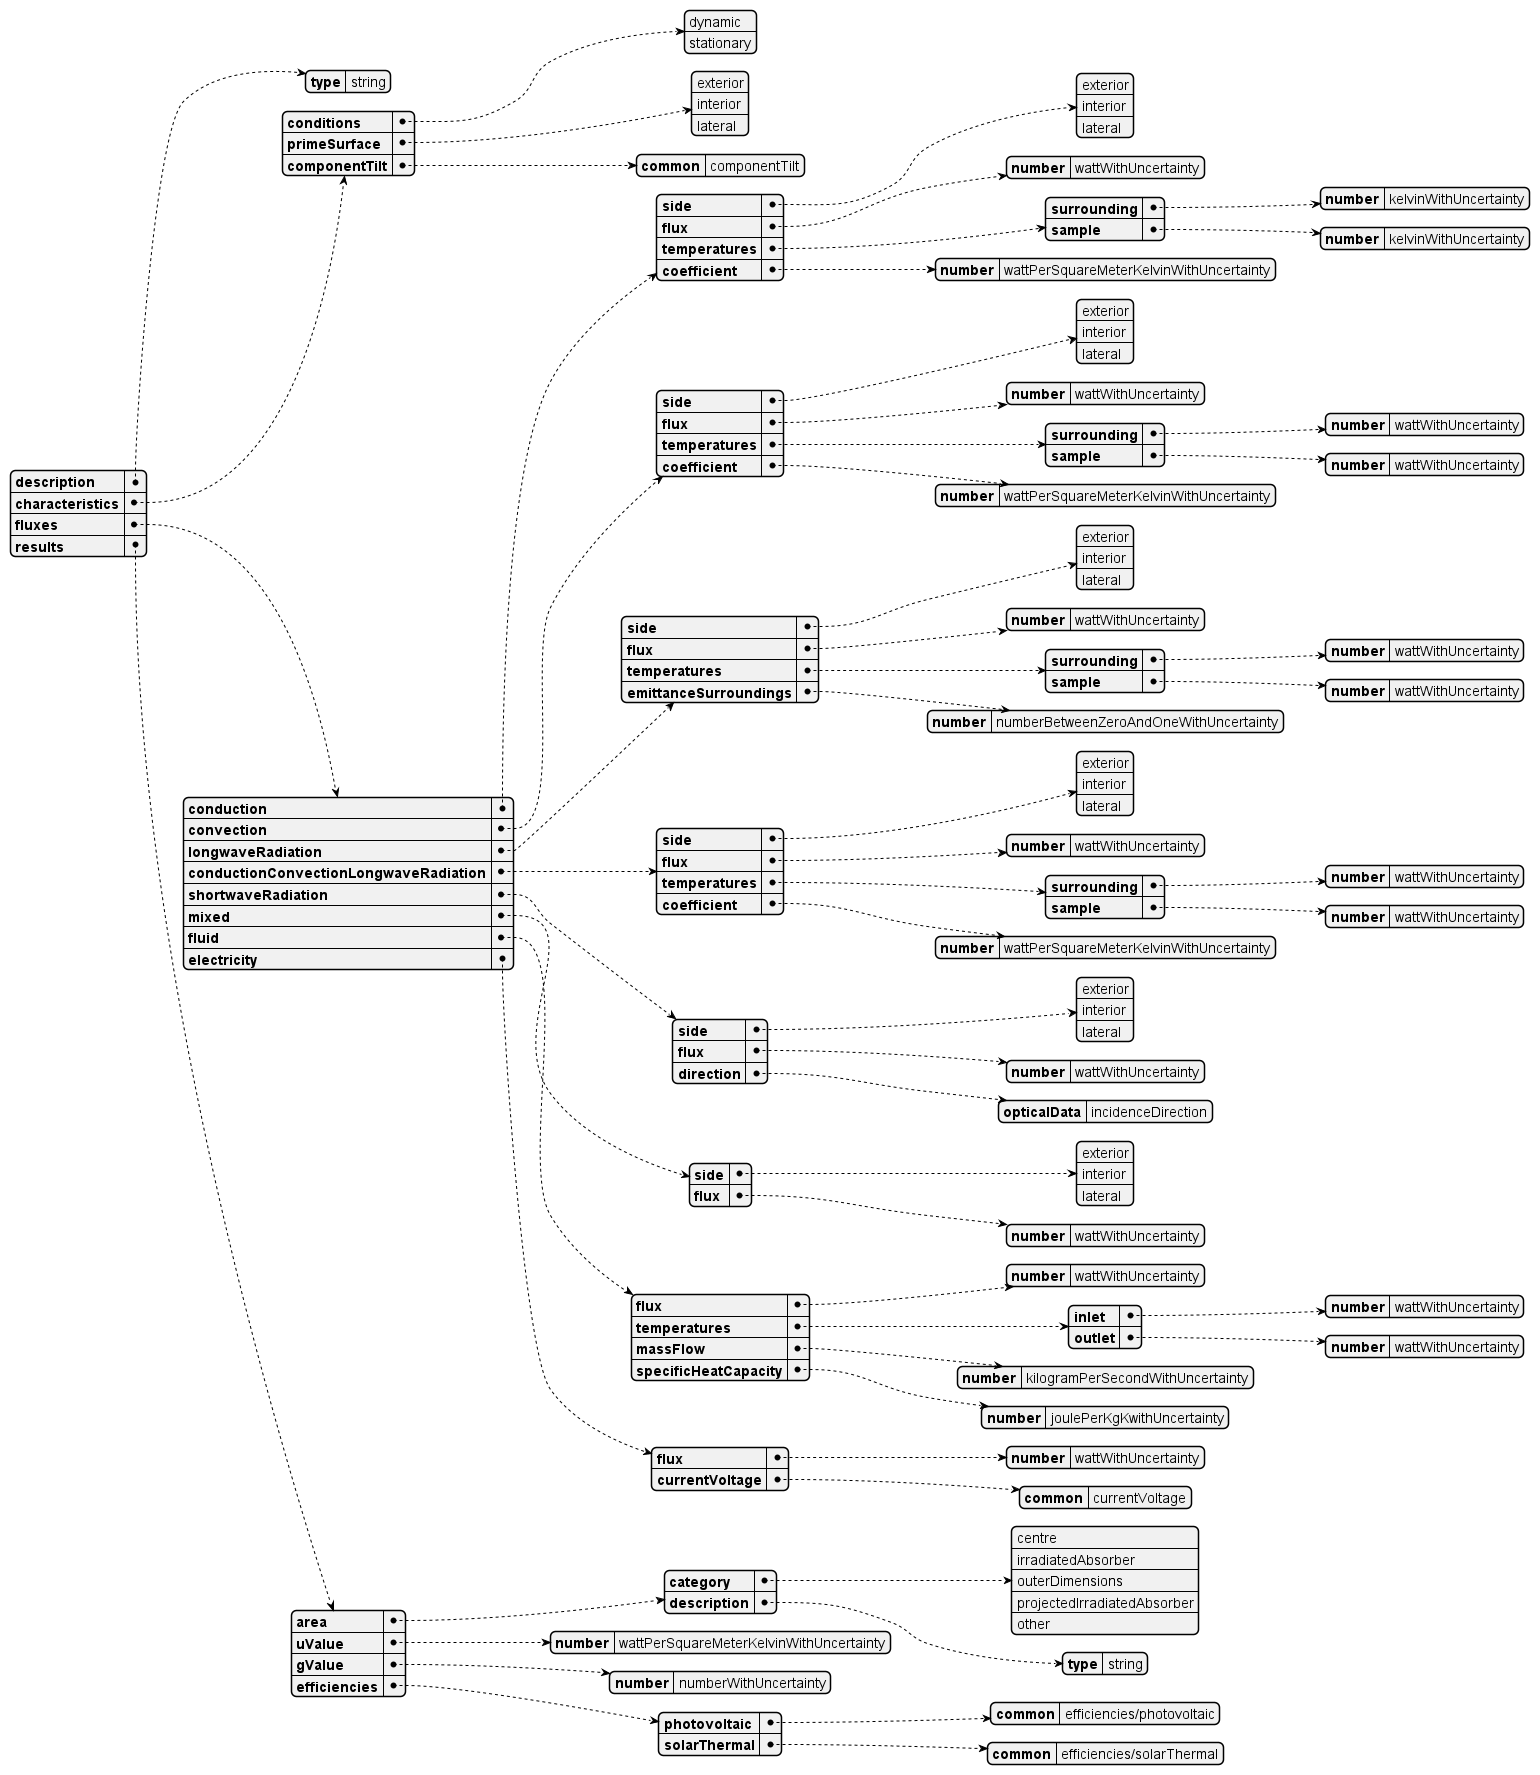 dynamic
stationary
type string
exterior
interior
lateral
conditions
primeSurface
componentTilt
common componentTilt
exterior
interior
lateral
number wattWithUncertainty
side
flux
temperatures
coefficient
surrounding
sample
number kelvinWithUncertainty
number kelvinWithUncertainty
number wattPerSquareMeterKelvinWithUncertainty
exterior
interior
lateral
number wattWithUncertainty
side
flux
temperatures
coefficient
surrounding
sample
number wattWithUncertainty
number wattWithUncertainty
number wattPerSquareMeterKelvinWithUncertainty
description
characteristics
fluxes
results
exterior
interior
lateral
number wattWithUncertainty
side
flux
temperatures
emittanceSurroundings
surrounding
sample
number wattWithUncertainty
number wattWithUncertainty
number numberBetweenZeroAndOneWithUncertainty
conduction
convection
longwaveRadiation
conductionConvectionLongwaveRadiation
shortwaveRadiation
mixed
fluid
electricity
exterior
interior
lateral
number wattWithUncertainty
side
flux
temperatures
coefficient
surrounding
sample
number wattWithUncertainty
number wattWithUncertainty
number wattPerSquareMeterKelvinWithUncertainty
exterior
interior
lateral
side
flux
direction
number wattWithUncertainty
opticalData incidenceDirection
exterior
interior
lateral
side
flux
number wattWithUncertainty
number wattWithUncertainty
flux
temperatures
massFlow
specificHeatCapacity
inlet
outlet
number wattWithUncertainty
number wattWithUncertainty
number kilogramPerSecondWithUncertainty
number joulePerKgKwithUncertainty
flux
currentVoltage
number wattWithUncertainty
common currentVoltage
centre
irradiatedAbsorber
outerDimensions
projectedIrradiatedAbsorber
other
category
description
type string
area
uValue
gValue
efficiencies
number wattPerSquareMeterKelvinWithUncertainty
number numberWithUncertainty
photovoltaic
solarThermal
common efficiencies/photovoltaic
common efficiencies/solarThermal